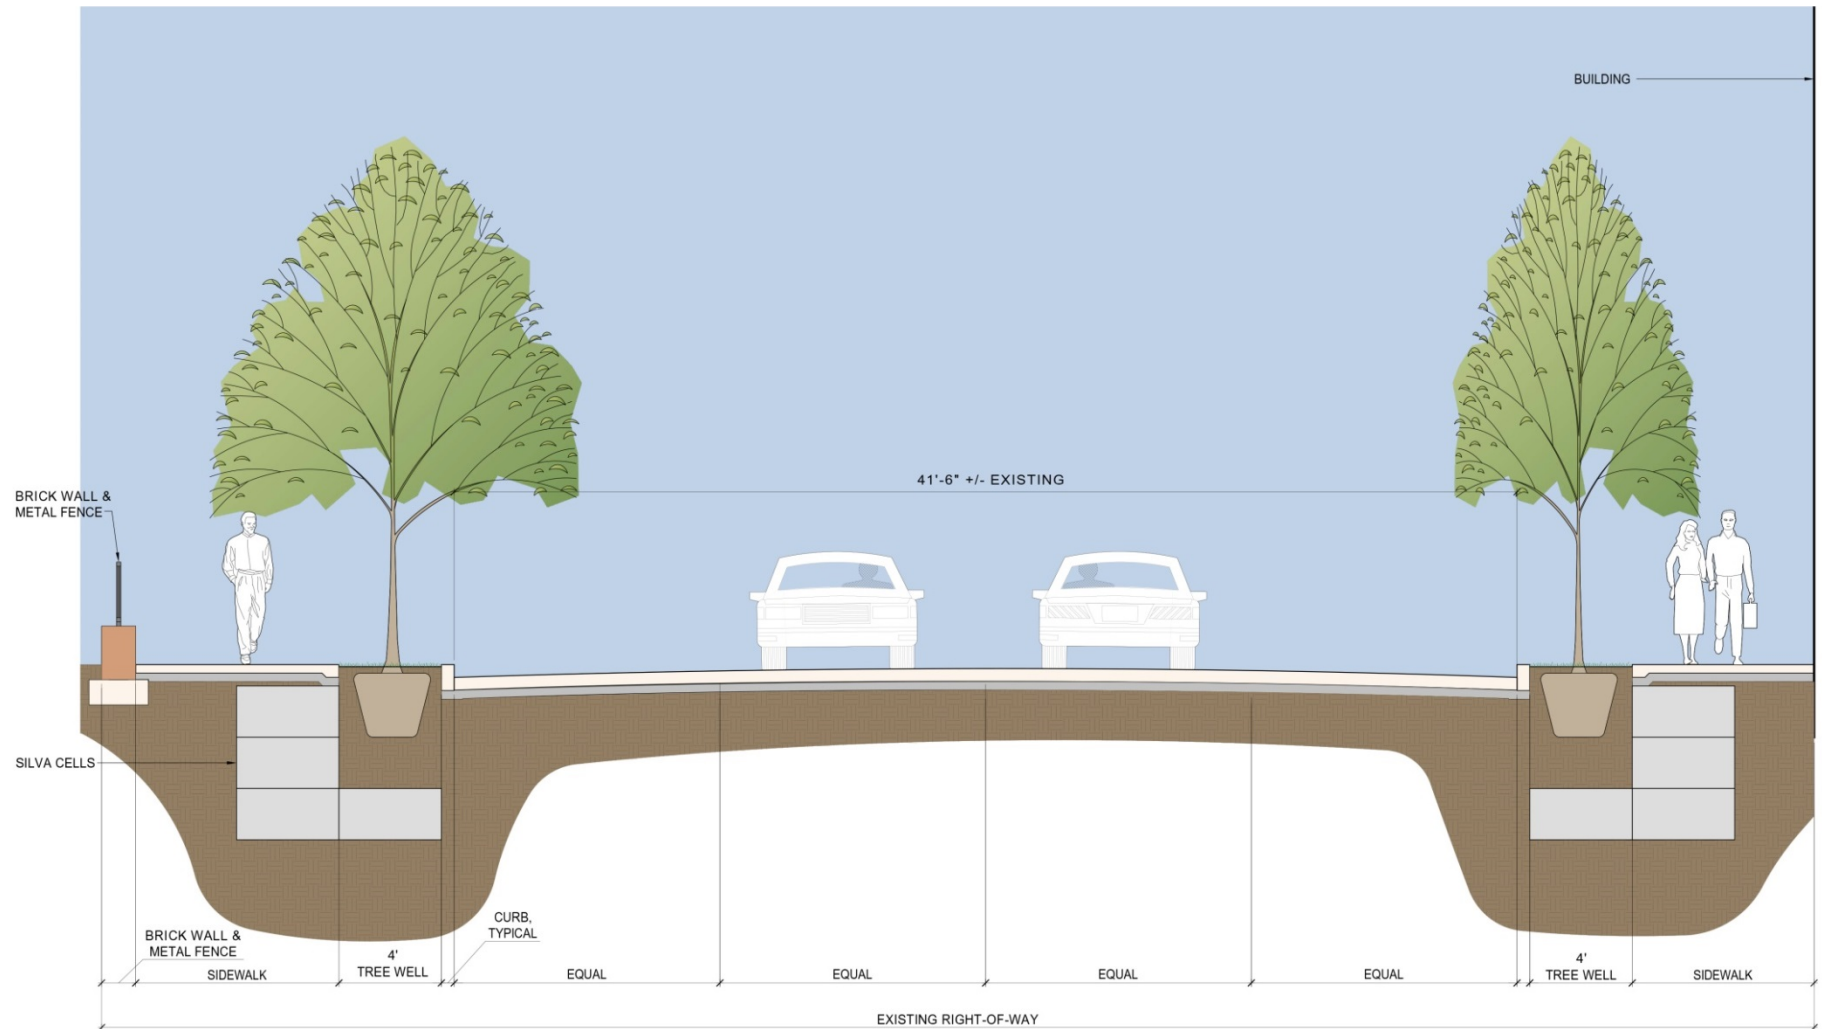 BUILDING
41'-6" +/- EXISTING
BRICK WALL &
METAL FENCE
SILVA CELLS
CURB,
TYPICAL
BRICK WALL &
METAL FENCE
SIDEWALK
4'
TREE WELL
EQUAL
EQUAL
EQUAL
EQUAL
4'
TREE WELL
SIDEWALK
EXISTING RIGHT-OF-WAY